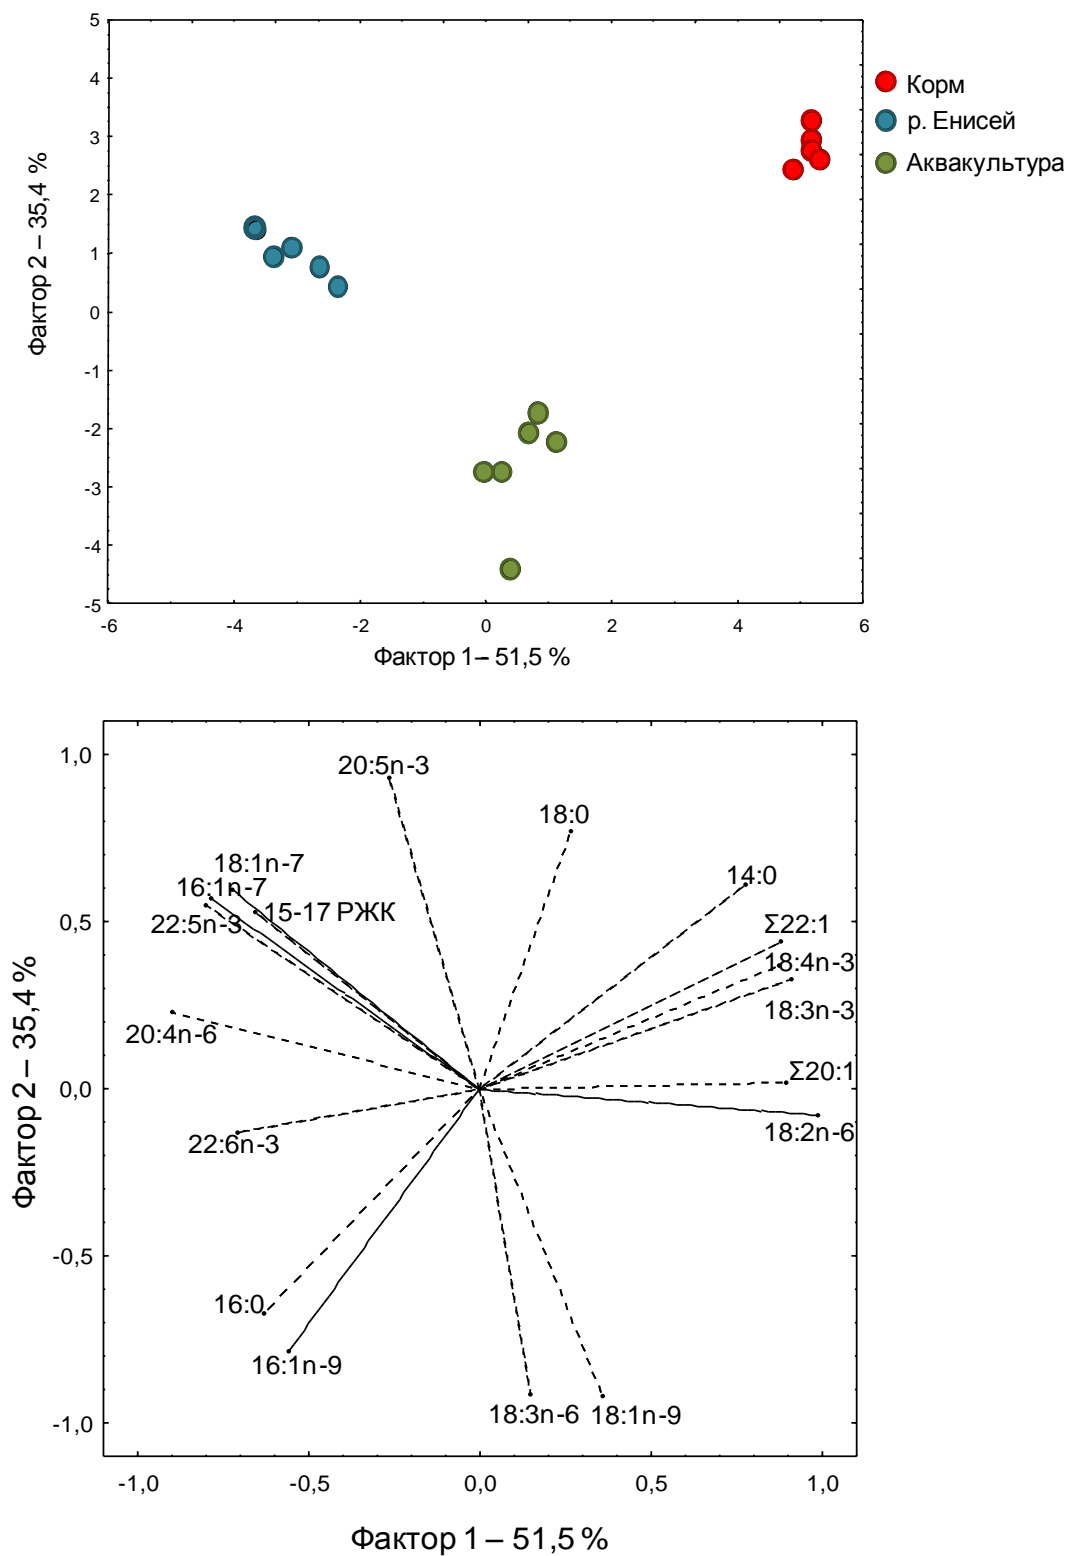 5
4
3
2
1
0
-1
-2
-3
-4
-5
-6
-4
-2
0
2
4
6
Фактор 2 – 35,4 %
Фактор 1– 51,5 %
Корм
р. Енисей
Аквакультура
20:5n-3
18:0
18:1n-7
14:0
16:1n-7
15-17 РЖК
22:5n-3
Σ22:1
18:4n-3
18:3n-3
20:4n-6
Σ20:1
22:6n-3
18:2n-6
16:0
16:1n-9
18:3n-6
18:1n-9
1,0
0,5
0,0
-0,5
-1,0
-1,0
-0,5
0,0
0,5
1,0
Фактор 2 – 35,4 %
Фактор 1 – 51,5 %